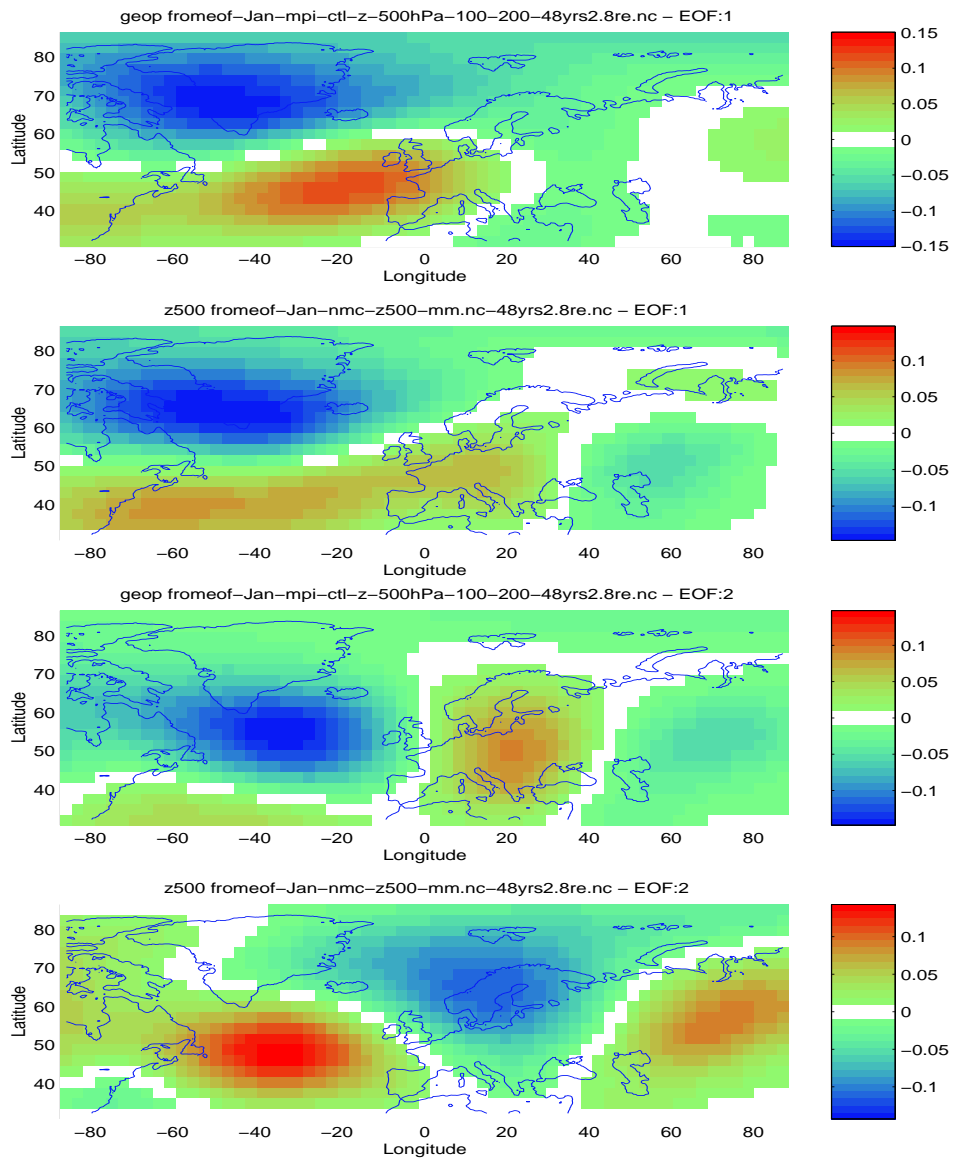 geop fromeof−Jan−mpi−ctl−z−500hPa−100−200−48yrs2.8re.nc − EOF:1
80
70
60
50
40
Latitude
−80 −60 −40 −20 0 20 40 60 80
Longitude
0.15
0.1
0.05
0
−0.05
−0.1
−0.15
z500 fromeof−Jan−nmc−z500−mm.nc−48yrs2.8re.nc − EOF:1
80
70
60
50
40
Latitude
−80 −60 −40 −20 0 20 40 60 80
Longitude
0.1
0.05
0
−0.05
−0.1
geop fromeof−Jan−mpi−ctl−z−500hPa−100−200−48yrs2.8re.nc − EOF:2
80
70
60
50
40
Latitude
−80 −60 −40 −20 0 20 40 60 80
Longitude
0.1
0.05
0
−0.05
−0.1
z500 fromeof−Jan−nmc−z500−mm.nc−48yrs2.8re.nc − EOF:2
80
70
60
50
40
Latitude
−80 −60 −40 −20 0 20 40 60 80
Longitude
0.1
0.05
0
−0.05
−0.1